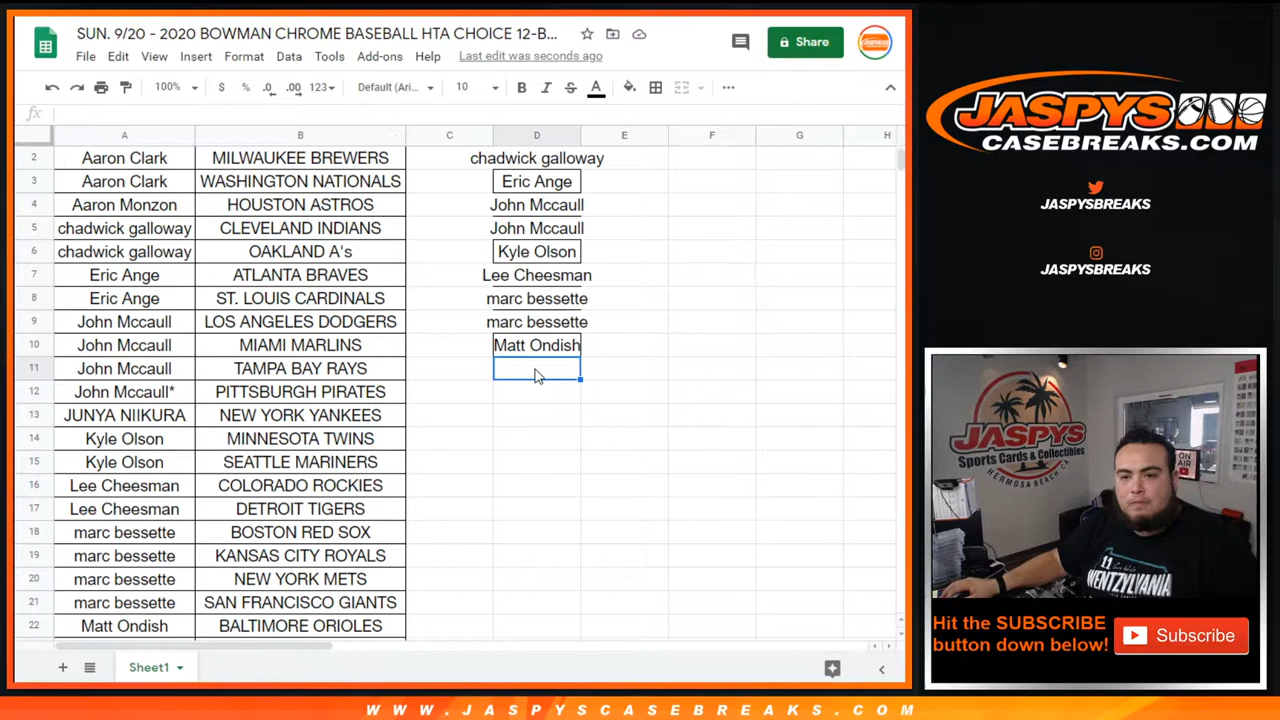 SUN. 9/20 - 2020 BOWMAN CHROME BASEBALL HTA CHOICE 12-B...
File Edit View Insert Format Data Tools Add-ons Help Last edit was seconds ago
Share
100% $ % .0 .00 123 Default (Ari... 10 B I S A
fx
A B C D E F G H
2 Aaron Clark MILWAUKEE BREWERS chadwick galloway
3 Aaron Clark WASHINGTON NATIONALS Eric Ange
4 Aaron Monzon HOUSTON ASTROS John Mccaull
5 chadwick galloway CLEVELAND INDIANS John Mccaull
6 chadwick galloway OAKLAND A's Kyle Olson
7 Eric Ange ATLANTA BRAVES Lee Cheesman
8 Eric Ange ST. LOUIS CARDINALS marc bessette
9 John Mccaull LOS ANGELES DODGERS marc bessette
10 John Mccaull MIAMI MARLINS Matt Ondish
11 John Mccaull TAMPA BAY RAYS
12 John Mccaull* PITTSBURGH PIRATES
13 JUNYA NIIKURA NEW YORK YANKEES
14 Kyle Olson MINNESOTA TWINS
15 Kyle Olson SEATTLE MARINERS
16 Lee Cheesman COLORADO ROCKIES
17 Lee Cheesman DETROIT TIGERS
18 marc bessette BOSTON RED SOX
19 marc bessette KANSAS CITY ROYALS
20 marc bessette NEW YORK METS
21 marc bessette SAN FRANCISCO GIANTS
22 Matt Ondish BALTIMORE ORIOLES
Sheet1
JASPYS
CASEBREAKS.COM
JASPYSBREAKS
JASPYSBREAKS
JASPYS
Sports Cards & Collectibles
HERMOSA BEACH, CA
ON AIR
11
WENTZYLVANIA
Hit the SUBSCRIBE
button down below!
Subscribe
WWW.JASPYSCASEBREAKS.COM